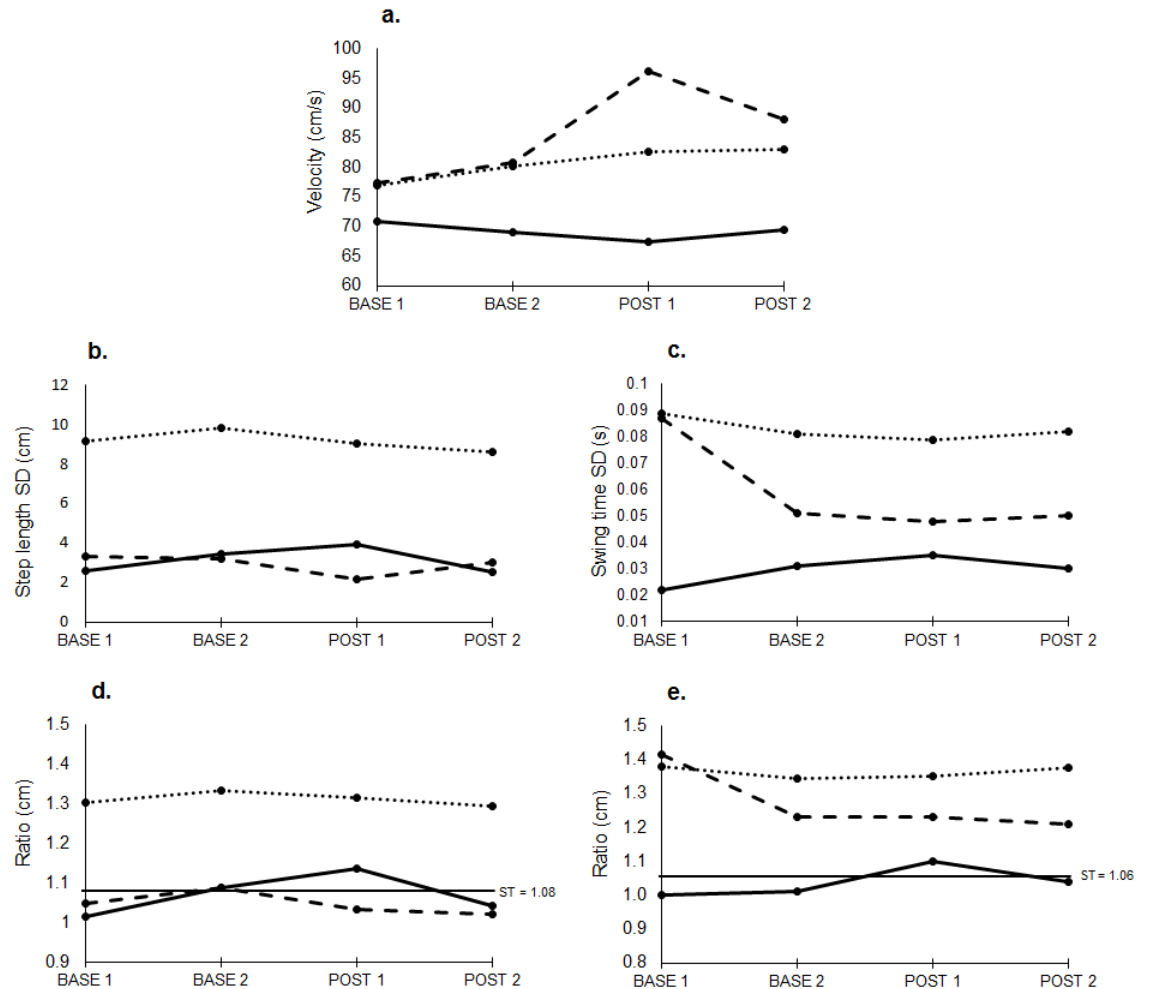 a.
Velocity (cm/s)
100
95
90
85
80
75
70
65
60
BASE 1 BASE 2 POST 1 POST 2
b.
Step length SD (cm)
12
10
8
6
4
2
0
BASE 1 BASE 2 POST 1 POST 2
c.
Swing time SD (s)
0.1
0.09
0.08
0.07
0.06
0.05
0.04
0.03
0.02
0.01
BASE 1 BASE 2 POST 1 POST 2
d.
Ratio (cm)
1.5
1.4
1.3
1.2
1.1
1
0.9
ST = 1.08
BASE 1 BASE 2 POST 1 POST 2
e.
Ratio (cm)
1.5
1.4
1.3
1.2
1.1
1.0
0.9
0.8
ST = 1.06
BASE 1 BASE 2 POST 1 POST 2